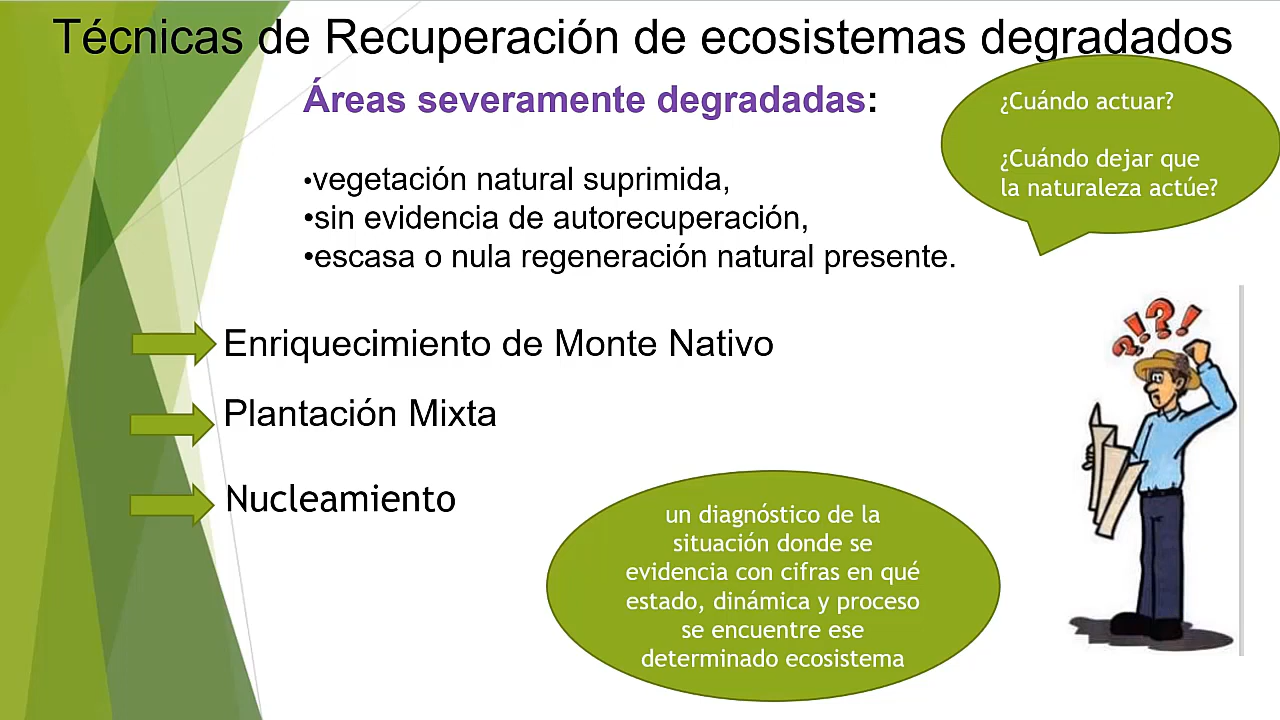 Técnicas de Recuperación de ecosistemas degradados
Áreas severamente degradadas:
•vegetación natural suprimida,
•sin evidencia de autorecuperación,
•escasa o nula regeneración natural presente.
¿Cuándo actuar?
¿Cuándo dejar que
la naturaleza actúe?
Enriquecimiento de Monte Nativo
Plantación Mixta
Nucleamiento
un diagnóstico de la
situación donde se
evidencia con cifras en qué
estado, dinámica y proceso
se encuentre ese
determinado ecosistema
?!?!